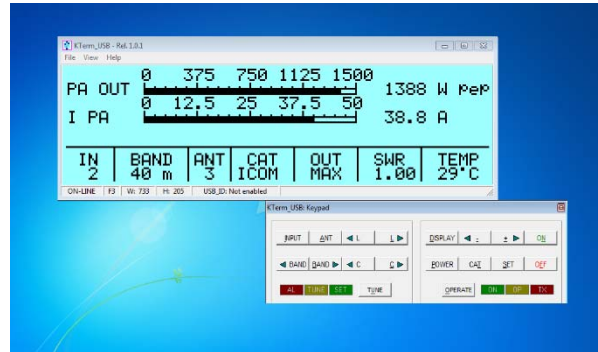 KTerm_USB - Rel. 1.0.1
File View Help
0 375 750 1125 1500
PA OUT 1388 W pep
0 12.5 25 37.5 50
I PA 38.8 A
IN BAND ANT CAT OUT SWR TEMP
2 40 m 3 ICOM MAX 1.00 29°C
ON-LINE F3 W: 733 H: 205 USB_ID: Not enabled
KTerm_USB: Keypad
INPUT ANT ◄ L L ► DISPLAY ◄ - + ► ON
◄ BAND BAND ► ◄ C C ► POWER CAT SET OFF
AL TUNE SET TUNE OPERATE ON OP TX